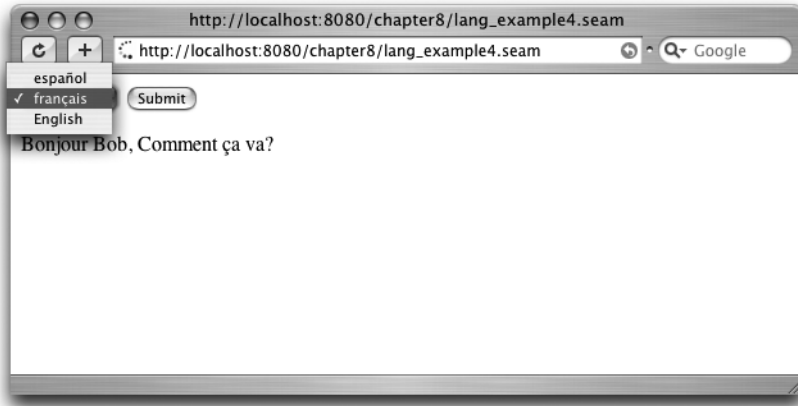 http://localhost:8080/chapter8/lang_example4.seam
http://localhost:8080/chapter8/lang_example4.seam
Google
español
✓ français
Submit
English
Bonjour Bob, Comment ça va?